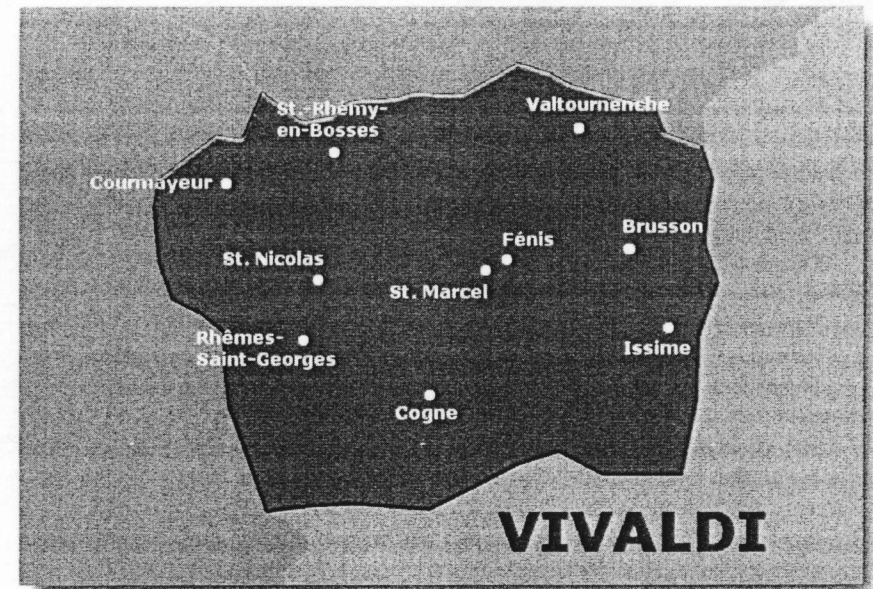 St.-Rhémy-
en-Bosses
Valtournenche
Courmayeur
Brusson
Fénis
St. Nicolas
St. Marcel
Rhêmes-
Saint-Georges
Issime
Cogne
VIVALDI